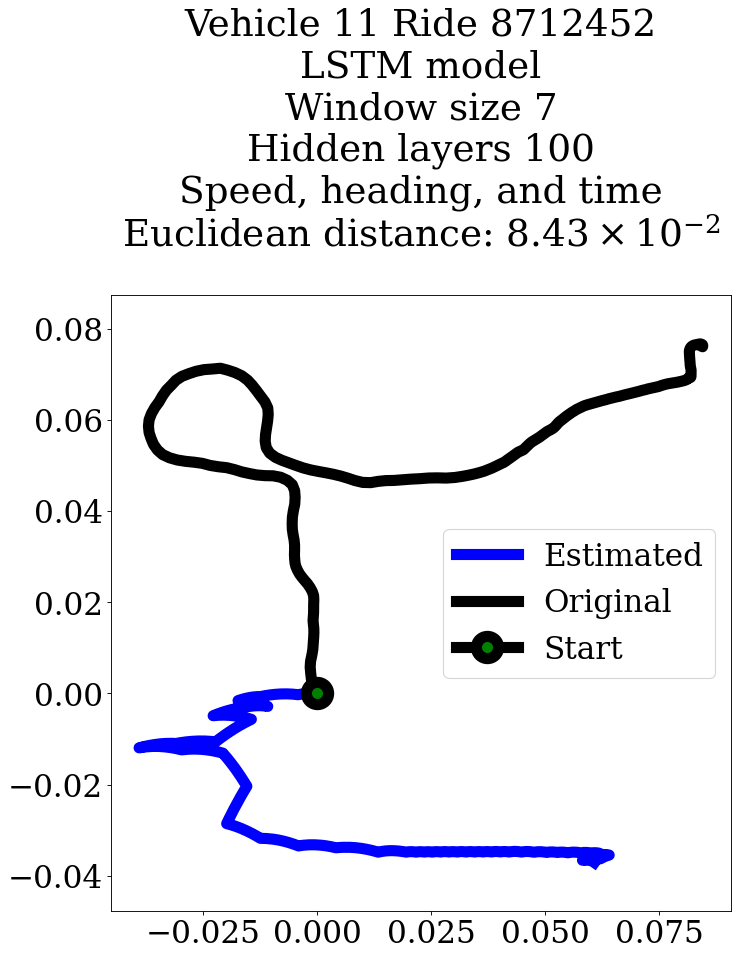 Vehicle 11 Ride 8712452
LSTM model
Window size 7
Hidden layers 100
Speed, heading, and time
Euclidean distance: 8.43 × 10⁻²
0.08
0.06
0.04
0.02
0.00
−0.02
−0.04
Estimated
Original
Start
−0.025 0.000 0.025 0.050 0.075